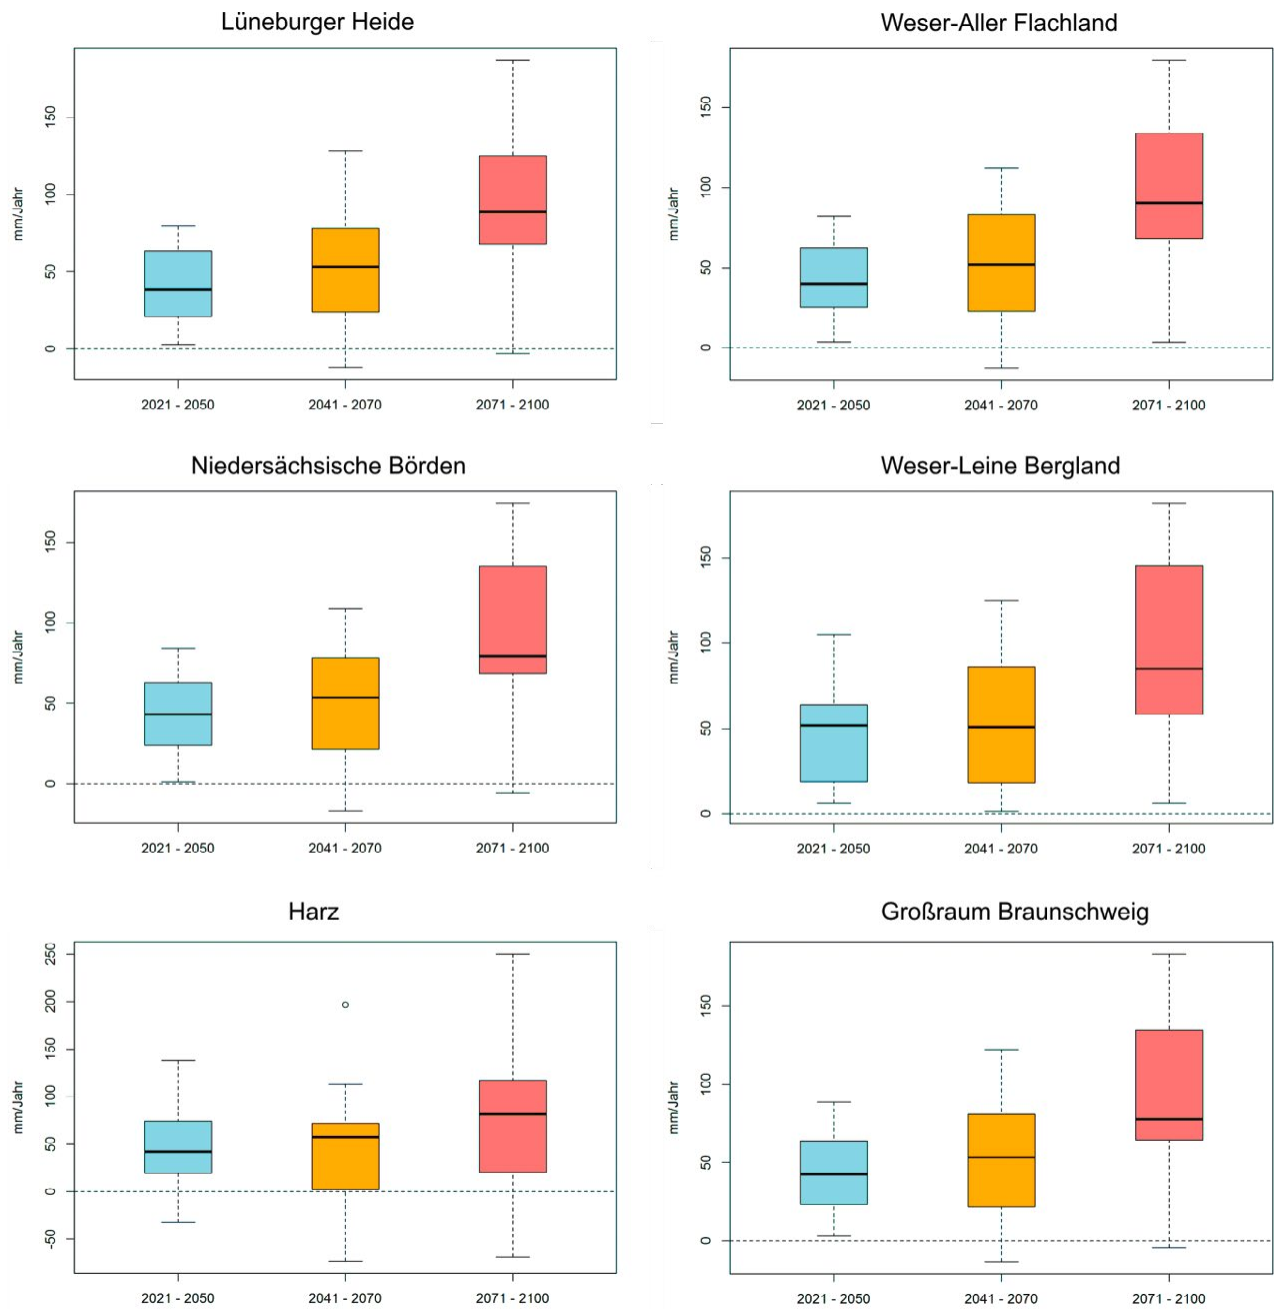 Lüneburger Heide
mm/Jahr
150
100
50
0
2021 - 2050
2041 - 2070
2071 - 2100
Weser-Aller Flachland
mm/Jahr
150
100
50
0
2021 - 2050
2041 - 2070
2071 - 2100
Niedersächsische Börden
mm/Jahr
150
100
50
0
2021 - 2050
2041 - 2070
2071 - 2100
Weser-Leine Bergland
mm/Jahr
150
100
50
0
2021 - 2050
2041 - 2070
2071 - 2100
Harz
mm/Jahr
250
200
150
100
50
0
-50
2021 - 2050
2041 - 2070
2071 - 2100
Großraum Braunschweig
mm/Jahr
150
100
50
0
2021 - 2050
2041 - 2070
2071 - 2100